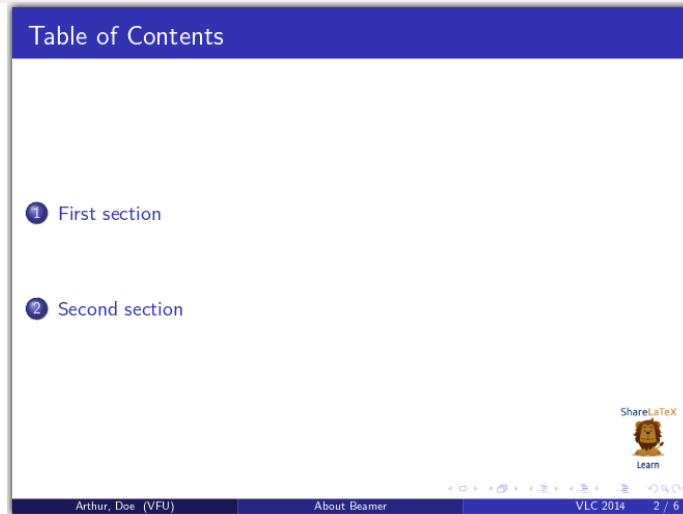 Table of Contents
1 First section
2 Second section
ShareLaTeX
Learn
Arthur, Doe (VFU) About Beamer VLC 2014 2 / 6